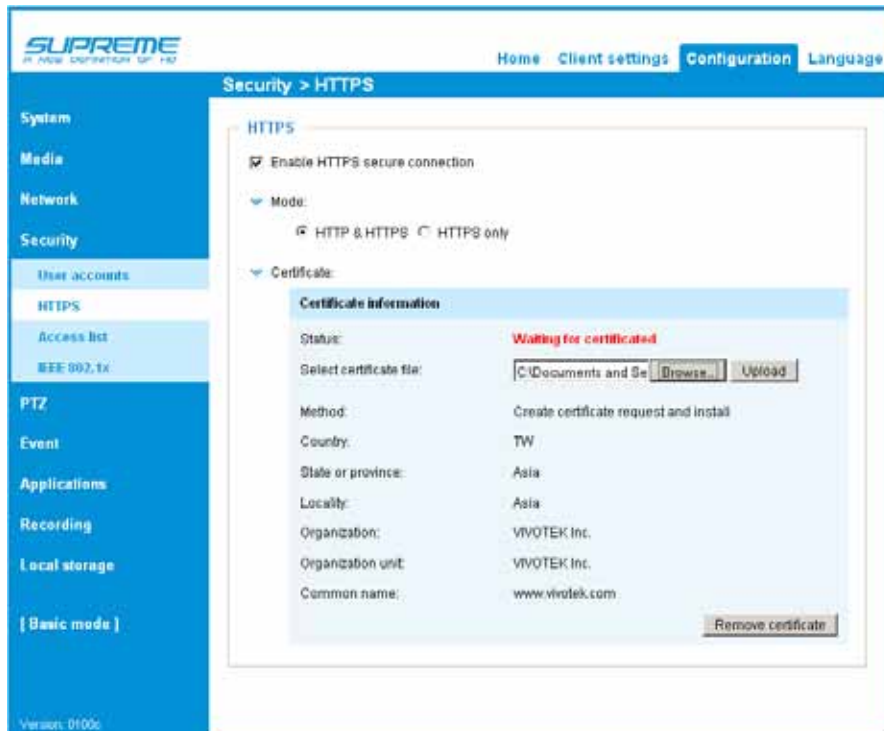 SUPREME
A NEW DEFINITION OF HD
Home Client settings Configuration Language
Security > HTTPS
System
Media
Network
Security
User accounts
HTTPS
Access list
IEEE 802.1x
PTZ
Event
Applications
Recording
Local storage
[ Basic mode ]
Version: 0100c
HTTPS
Enable HTTPS secure connection
Mode:
HTTP & HTTPS HTTPS only
Certificate:
Certificate information
Status: Waiting for certificated
Select certificate file: C:\Documents and Se Browse... Upload
Method: Create certificate request and install
Country: TW
State or province: Asia
Locality: Asia
Organization: VIVOTEK Inc.
Organization unit: VIVOTEK Inc.
Common name: www.vivotek.com
Remove certificate